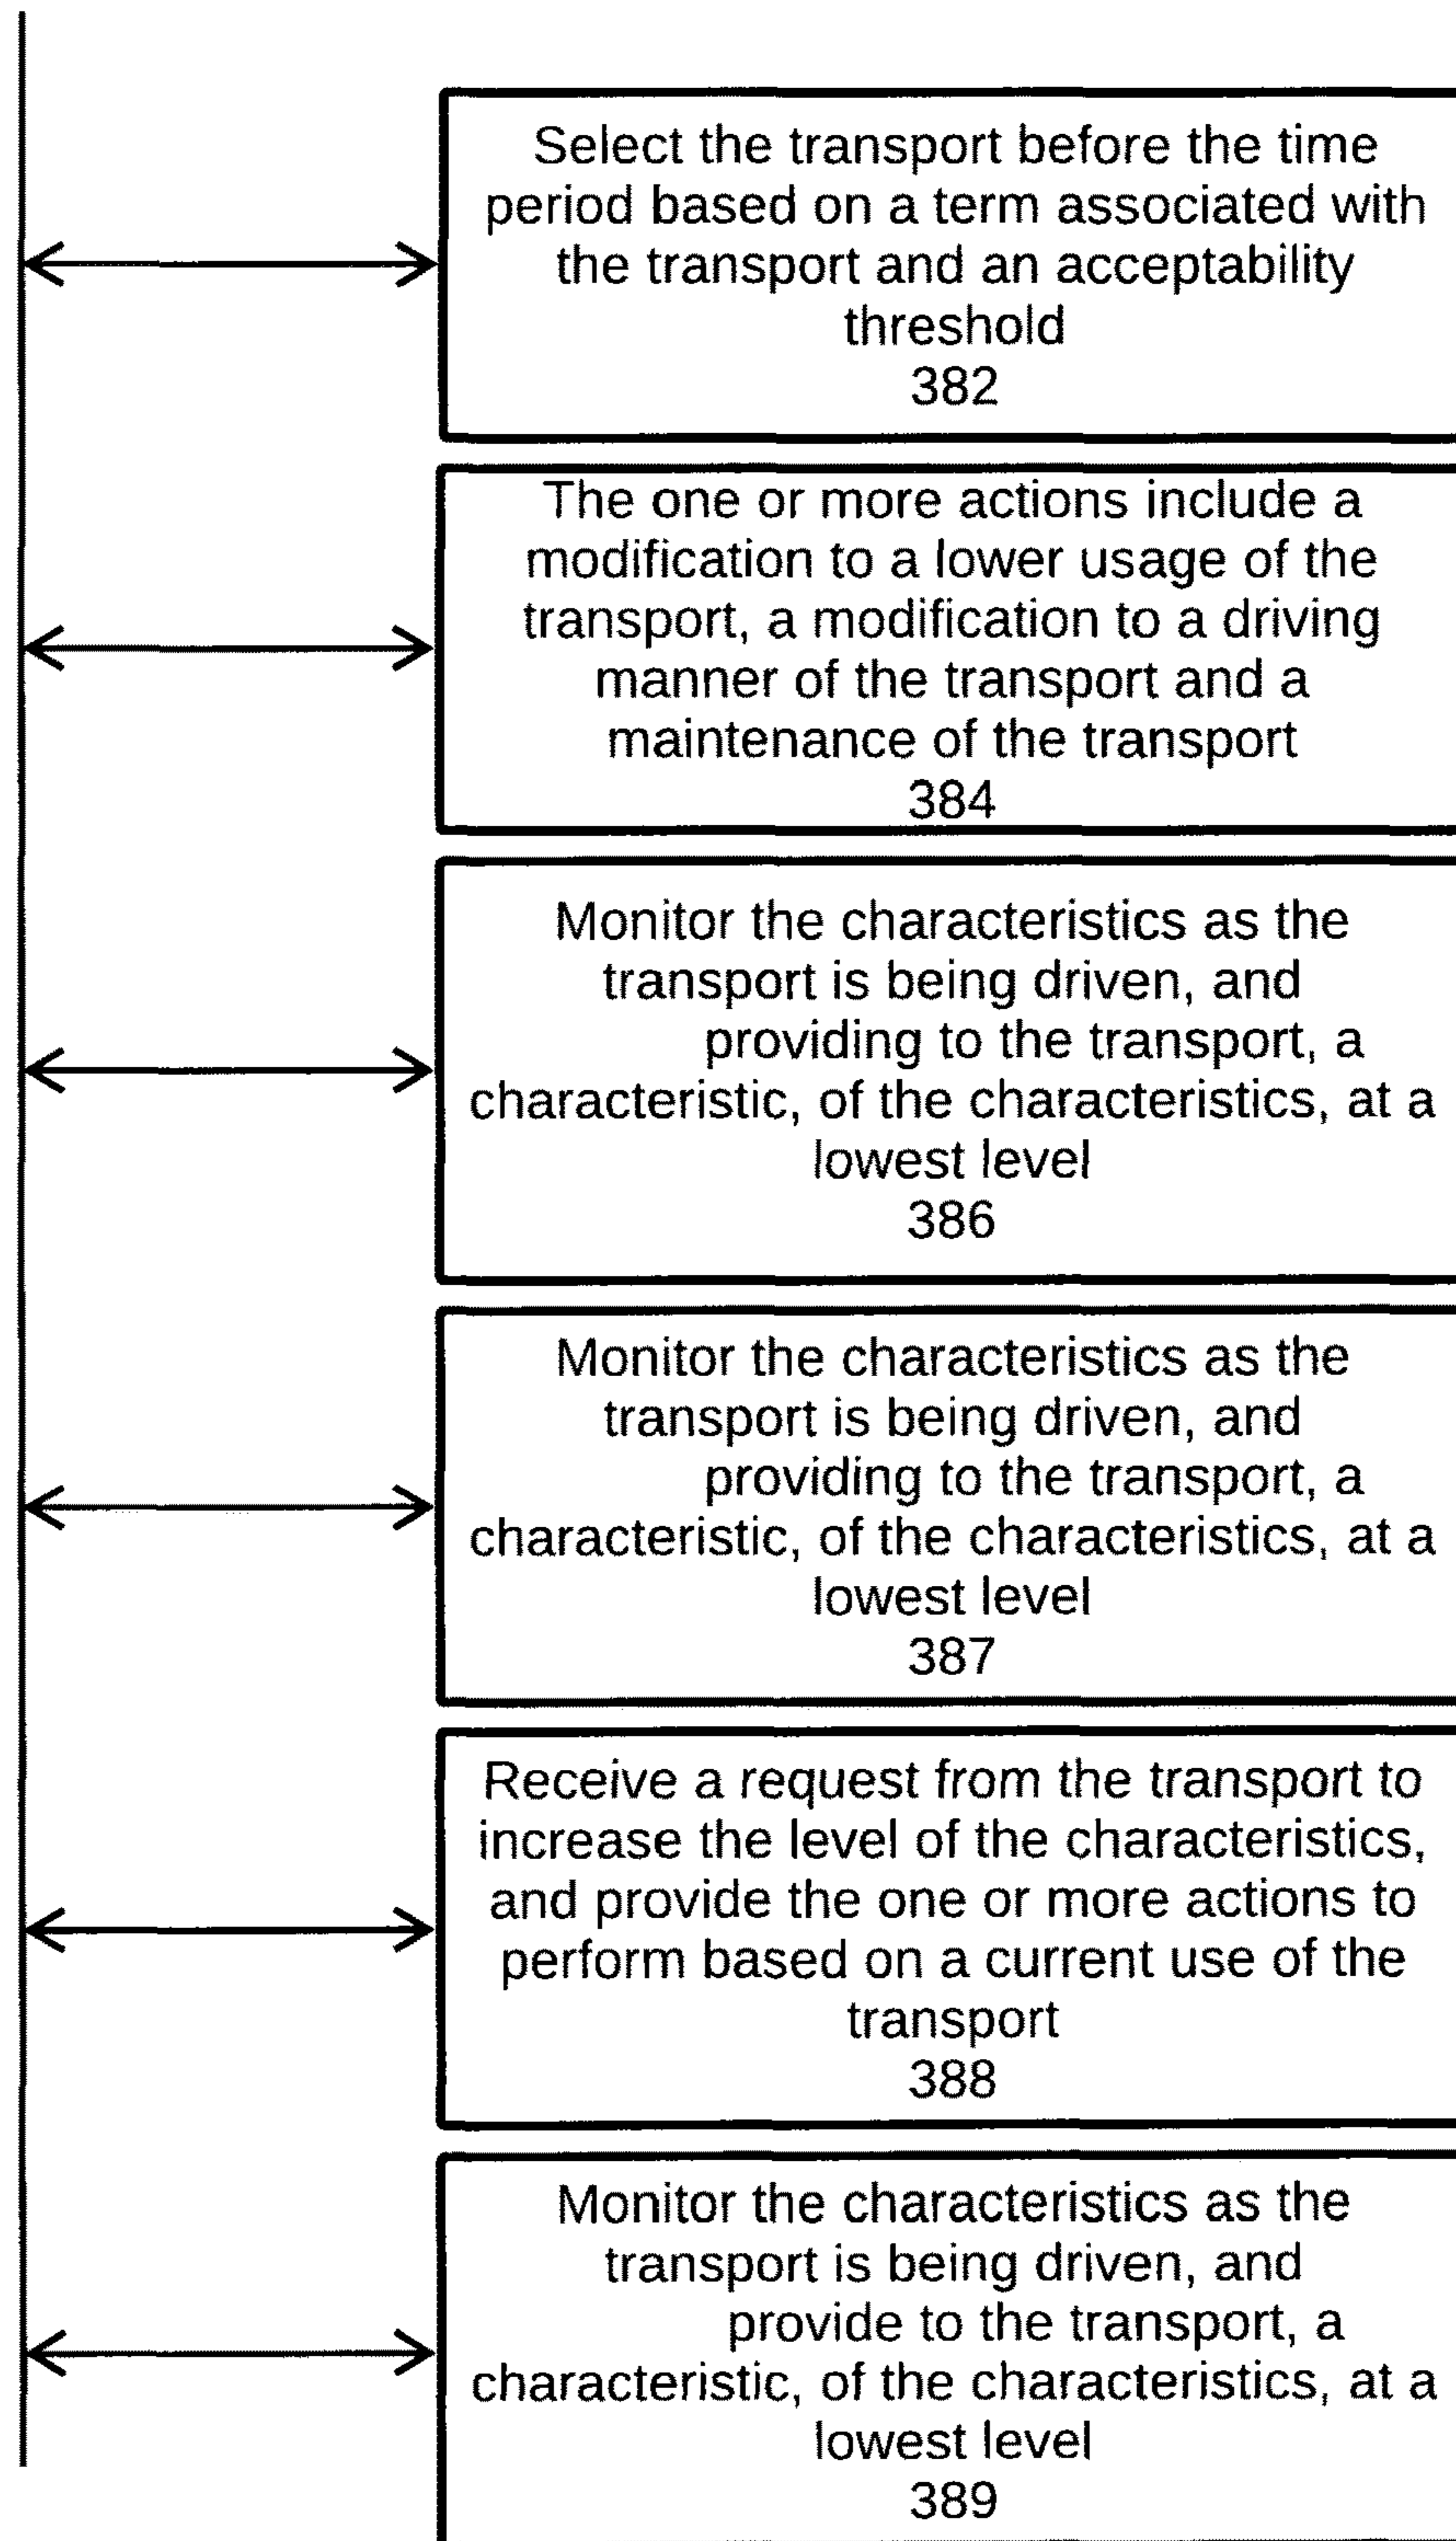 Select the transport before the time
period based on a term associated with
the transport and an acceptability
threshold
382
The one or more actions include a
modification to a lower usage of the
transport, a modification to a driving
manner of the transport and a
maintenance of the transport
384
Monitor the characteristics as the
transport is being driven, and
providing to the transport, a
characteristic, of the characteristics, at a
lowest level
386
Monitor the characteristics as the
transport is being driven, and
providing to the transport, a
characteristic, of the characteristics, at a
lowest level
387
Receive a request from the transport to
increase the level of the characteristics,
and provide the one or more actions to
perform based on a current use of the
transport
388
Monitor the characteristics as the
transport is being driven, and
provide to the transport, a
characteristic, of the characteristics, at a
lowest level
389